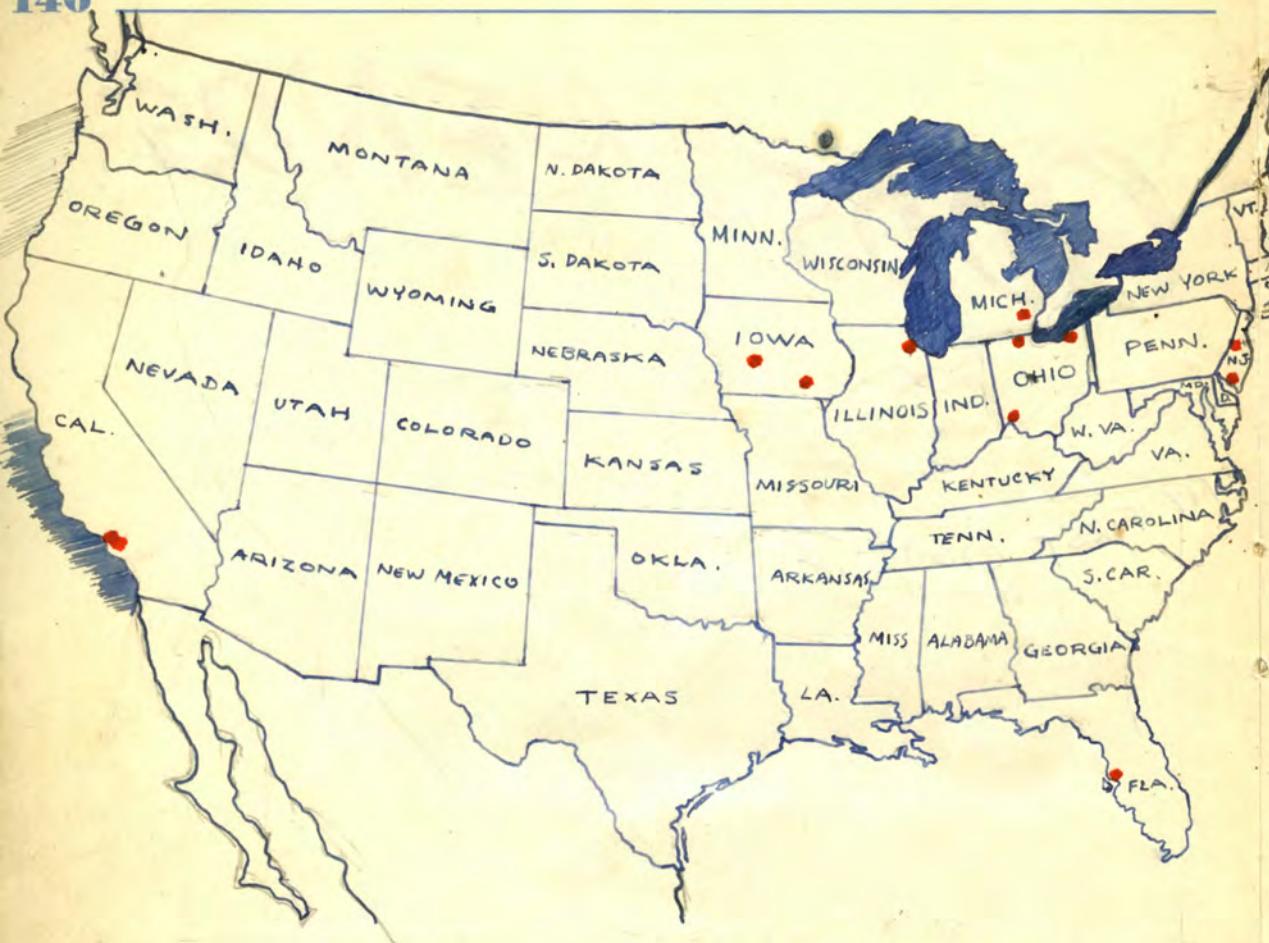 140
WASH.
MONTANA
N. DAKOTA
MINN.
VT.
OREGON
IDAHO
S. DAKOTA
WISCONSIN
MICH.
NEW YORK
WYOMING
IOWA
NEBRASKA
PENN.
N.J.
NEVADA
UTAH
COLORADO
ILLINOIS
IND.
OHIO
MD.
D.
CAL.
KANSAS
MISSOURI
KENTUCKY
W. VA.
VA.
ARIZONA
NEW MEXICO
OKLA.
ARKANSAS
TENN.
N. CAROLINA
S. CAR.
MISS
ALABAMA
GEORGIA
TEXAS
LA.
FLA.